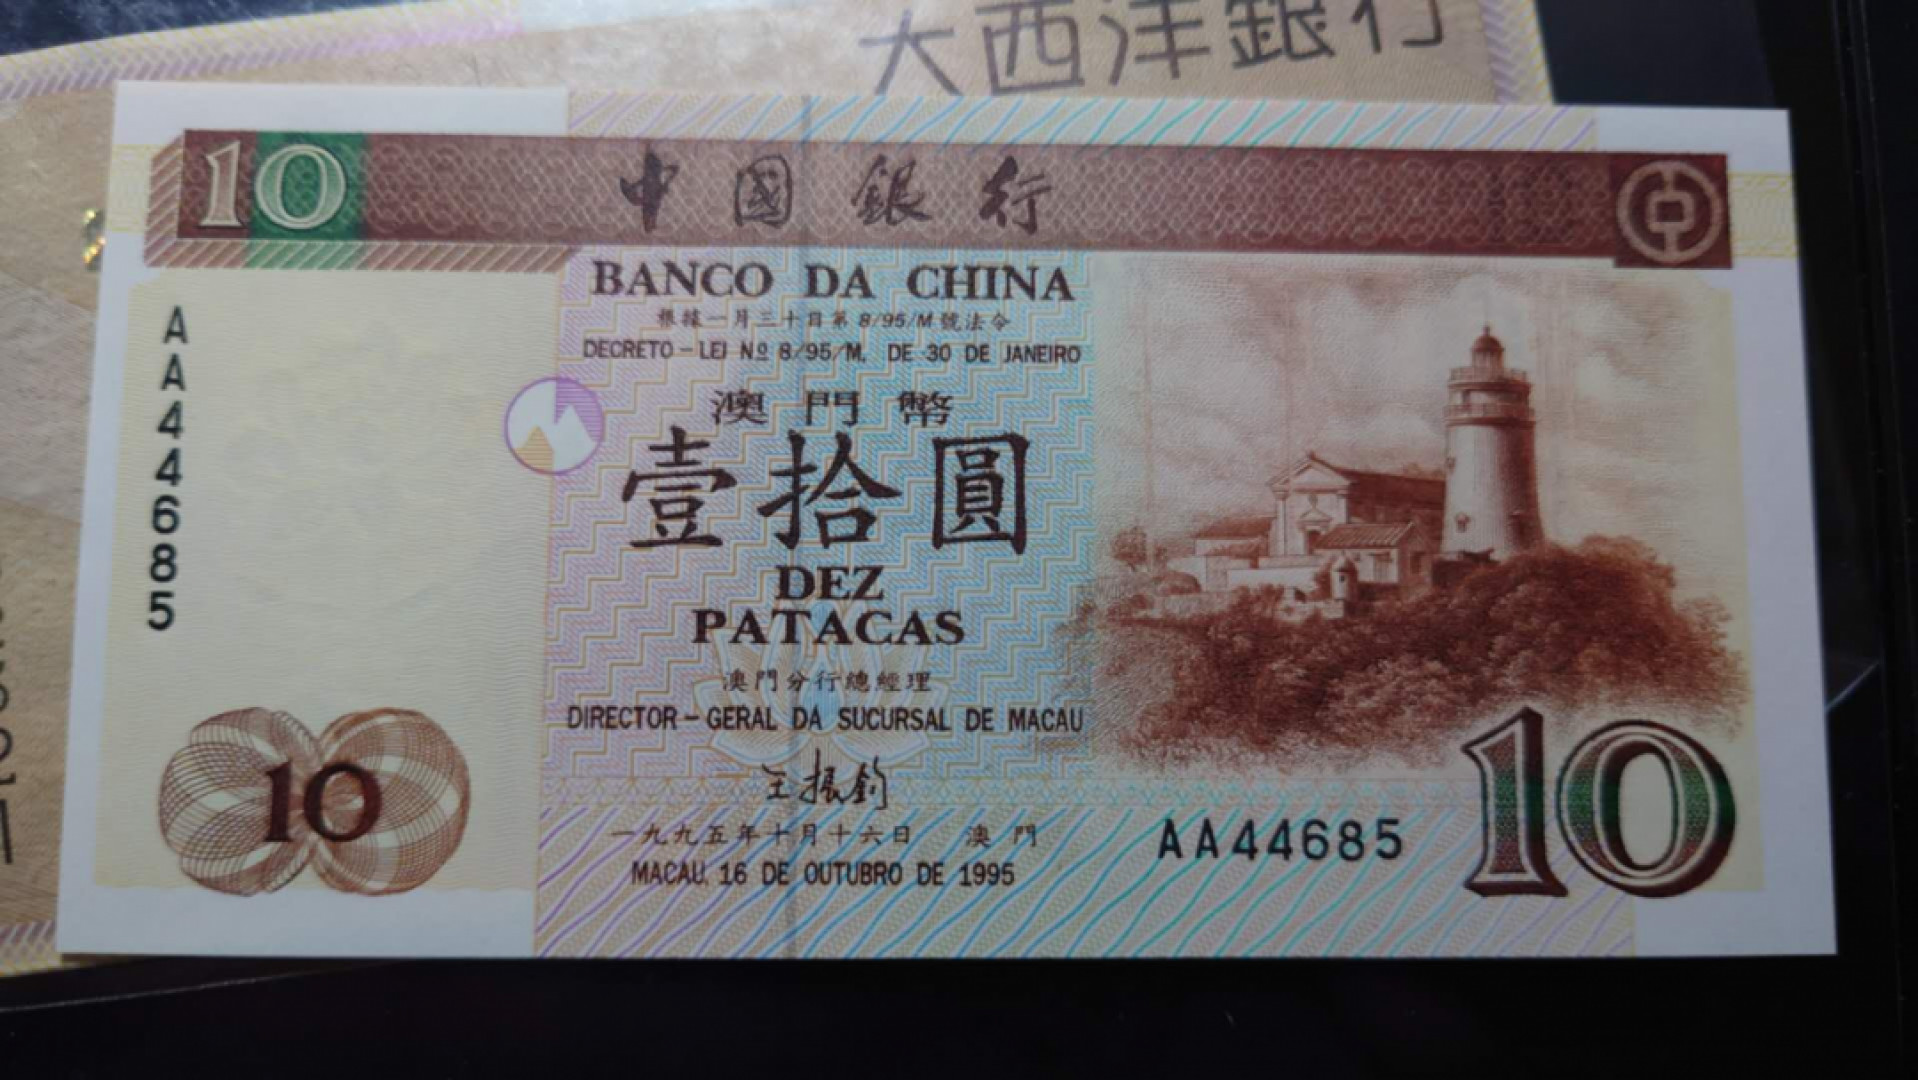 大西洋銀行
10
中國銀行
BANCO DA CHINA
根據一月三十日第8/95/M號法令
DECRETO-LEI Nº 8/95/M, DE 30 DE JANEIRO
AA44685
澳門幣
壹拾圓
DEZ
PATACAS
澳門分行總經理
DIRECTOR-GERAL DA SUCURSAL DE MACAU
王振鈞
10
一九九五年十月十六日 澳門
AA44685
10
MACAU, 16 DE OUTUBRO DE 1995